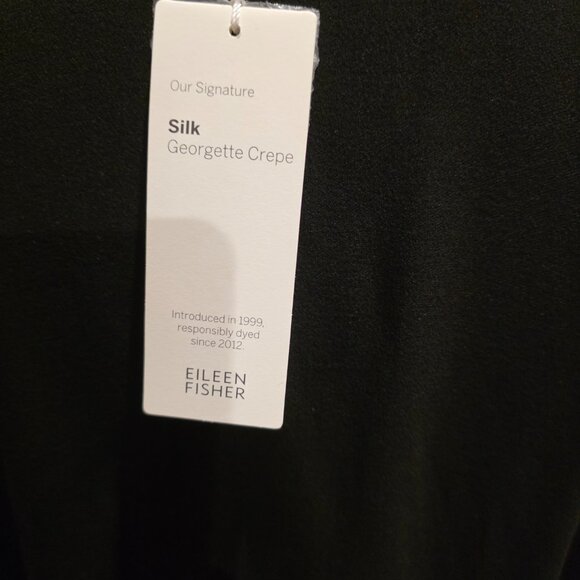 Our Signature
Silk
Georgette Crepe
Introduced in 1999,
responsibly dyed
since 2012.
EILEEN
FISHER